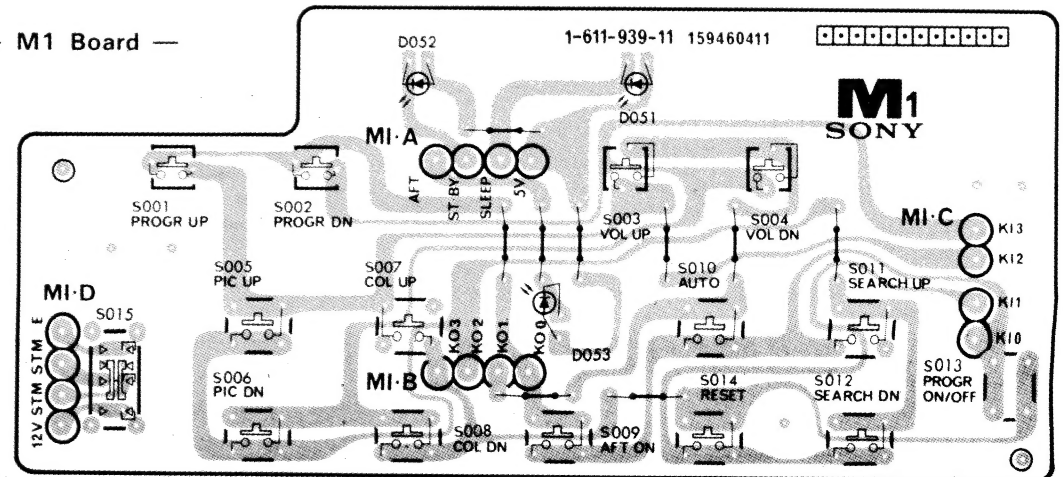 - M1 Board —
D052
1-611-939-11 159460411
D051
M1
SONY
MI·A
AFT
ST·BY
SLEEP
5V
S001
PROGR UP
S002
PROGR DN
S003
VOL UP
S004
VOL DN
MI·C
KI3
KI2
KI1
KI0
S005
PIC UP
S007
COL UP
S010
AUTO
S011
SEARCH UP
MI·D
S015
12V STM STM E
KO3
KO2
KO1
KO0
D053
MI·B
S006
PIC DN
S014
RESET
S012
SEARCH DN
S013
PROGR
ON/OFF
S008
COL DN
S009
AFT ON